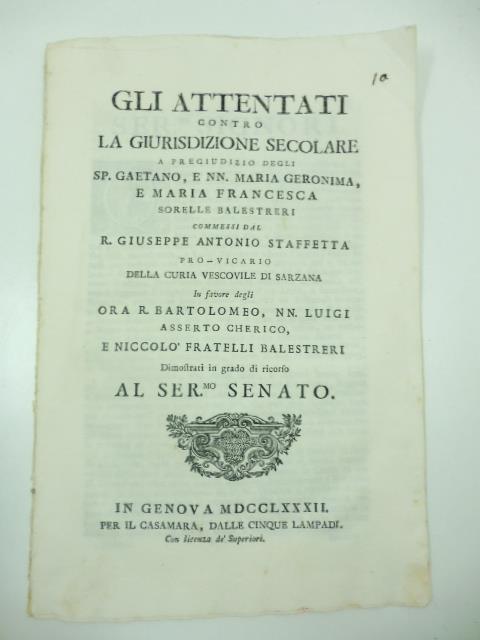 10
GLI ATTENTATI
CONTRO
LA GIURISDIZIONE SECOLARE
A PREGIUDIZIO DEGLI
SP. GAETANO, E NN. MARIA GERONIMA,
E MARIA FRANCESCA
SORELLE BALESTRERI
COMMESSI DAL
R. GIUSEPPE ANTONIO STAFFETTA
PRO-VICARIO
DELLA CURIA VESCOVILE DI SARZANA
In favore degli
ORA R. BARTOLOMEO, NN. LUIGI
ASSERTO CHERICO,
E NICCOLO' FRATELLI BALESTRERI
Dimoſtrati in grado di ricorſo
AL SER.MO SENATO.
IN GENOVA MDCCLXXXII.
PER IL CASAMARA, DALLE CINQUE LAMPADI.
Con licenza de' Superiori.